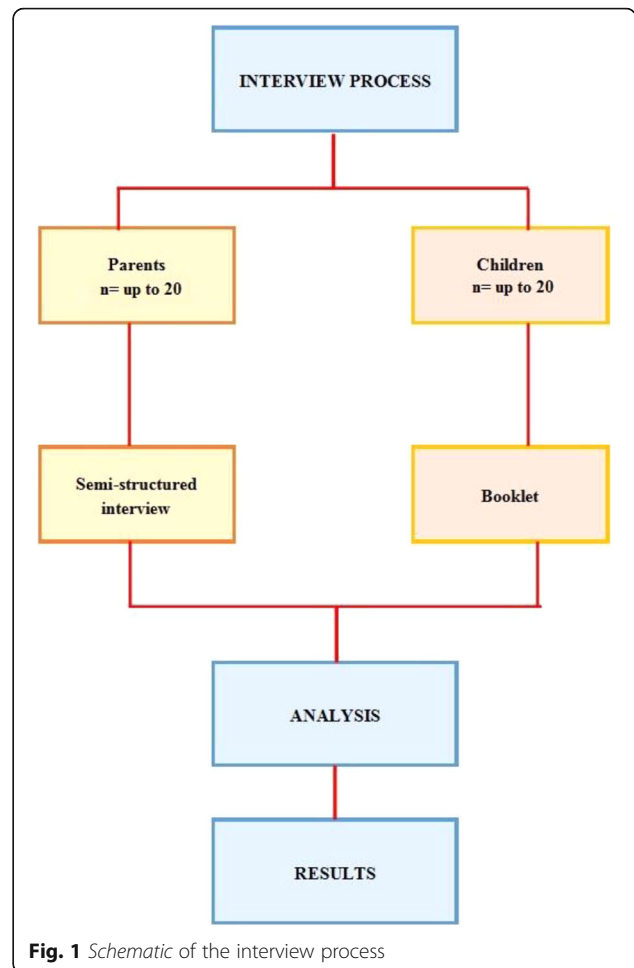 INTERVIEW PROCESS
Parents
n= up to 20
Children
n= up to 20
Semi-structured
interview
Booklet
ANALYSIS
RESULTS
Fig. 1 Schematic of the interview process